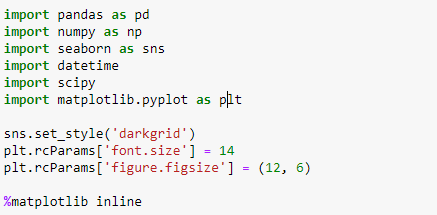 import pandas as pd
import numpy as np
import seaborn as sns
import datetime
import scipy
import matplotlib.pyplot as plt
sns.set_style('darkgrid')
plt.rcParams['font.size'] = 14
plt.rcParams['figure.figsize'] = (12, 6)
%matplotlib inline